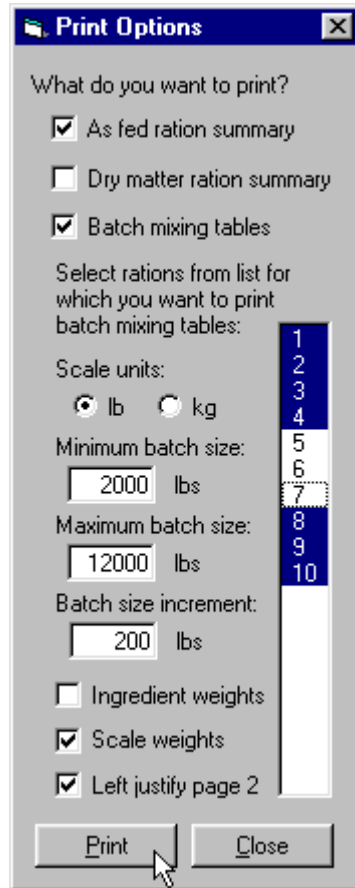 Print Options
What do you want to print?
As fed ration summary
Dry matter ration summary
Batch mixing tables
Select rations from list for
which you want to print
batch mixing tables:
1
2
3
4
5
6
7
8
9
10
Scale units:
lb kg
Minimum batch size:
2000 lbs
Maximum batch size:
12000 lbs
Batch size increment:
200 lbs
Ingredient weights
Scale weights
Left justify page 2
Print Close